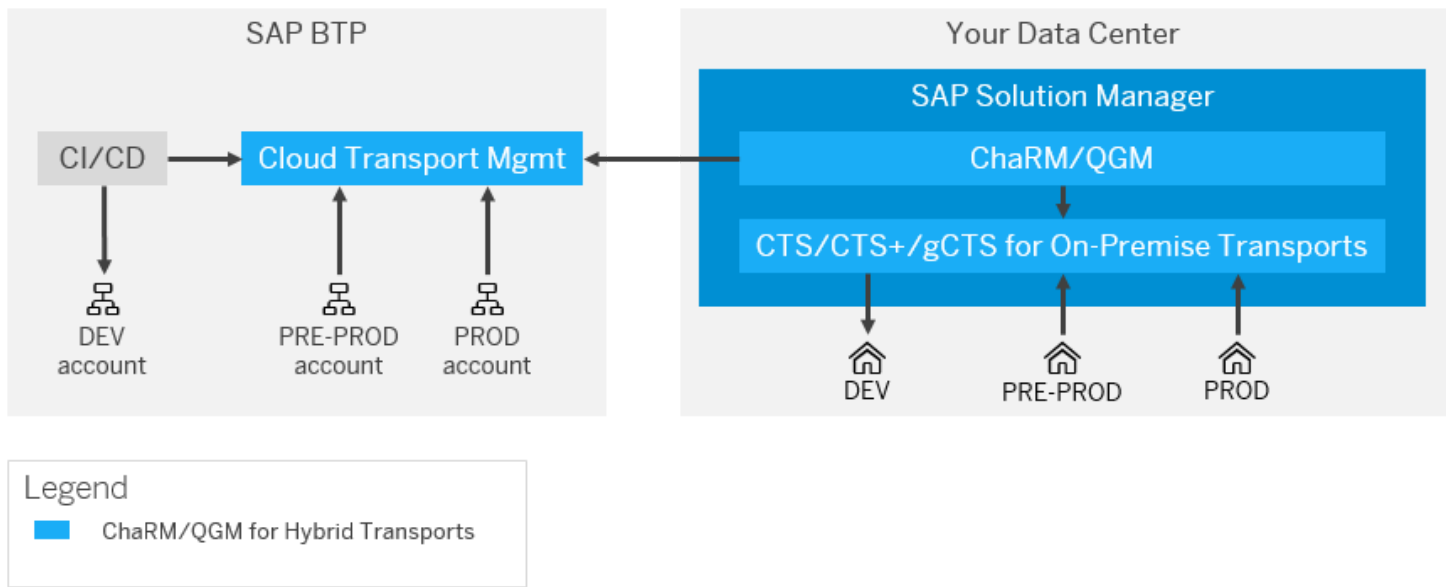 SAP BTP
CI/CD
Cloud Transport Mgmt
DEV
account
PRE-PROD
account
PROD
account
Your Data Center
SAP Solution Manager
ChaRM/QGM
CTS/CTS+/gCTS for On-Premise Transports
DEV
PRE-PROD
PROD
Legend
ChaRM/QGM for Hybrid Transports